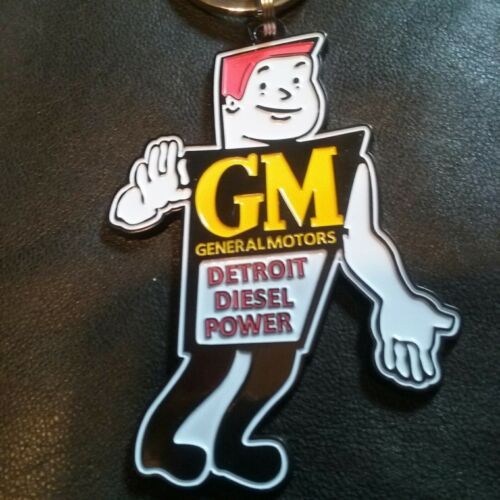 GM
GENERAL MOTORS
DETROIT
DIESEL
POWER